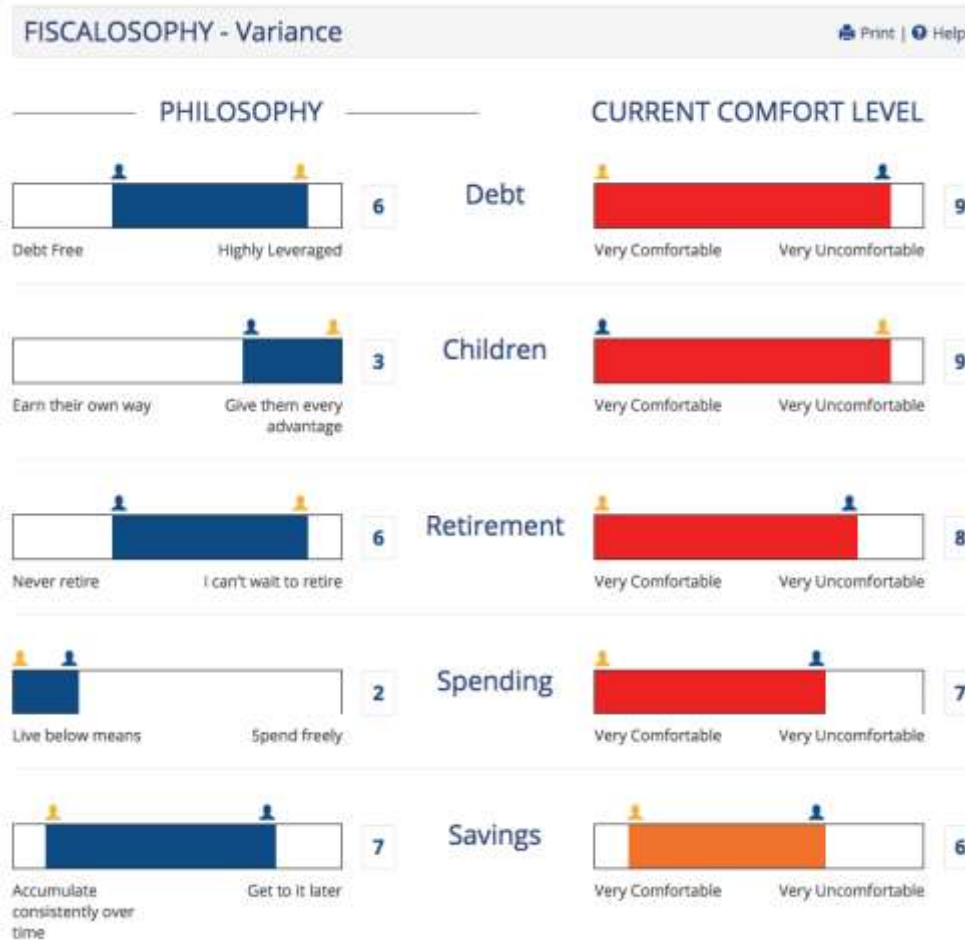 FISCALOSOPHY - Variance
Print | Help
PHILOSOPHY
CURRENT COMFORT LEVEL
6
Debt
9
Debt Free
Highly Leveraged
Very Comfortable
Very Uncomfortable
3
Children
9
Earn their own way
Give them every
advantage
Very Comfortable
Very Uncomfortable
6
Retirement
8
Never retire
I can't wait to retire
Very Comfortable
Very Uncomfortable
2
Spending
7
Live below means
Spend freely
Very Comfortable
Very Uncomfortable
7
Savings
6
Accumulate
consistently over
time
Get to it later
Very Comfortable
Very Uncomfortable